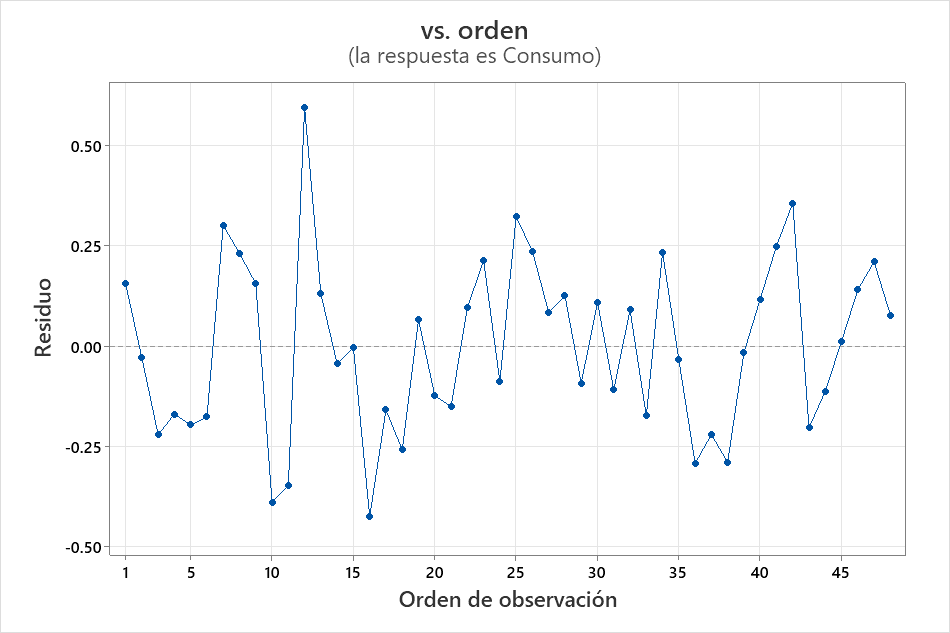 vs. orden
(la respuesta es Consumo)
0.50
0.25
0.00
-0.25
-0.50
Residuo
1 5 10 15 20 25 30 35 40 45
Orden de observación